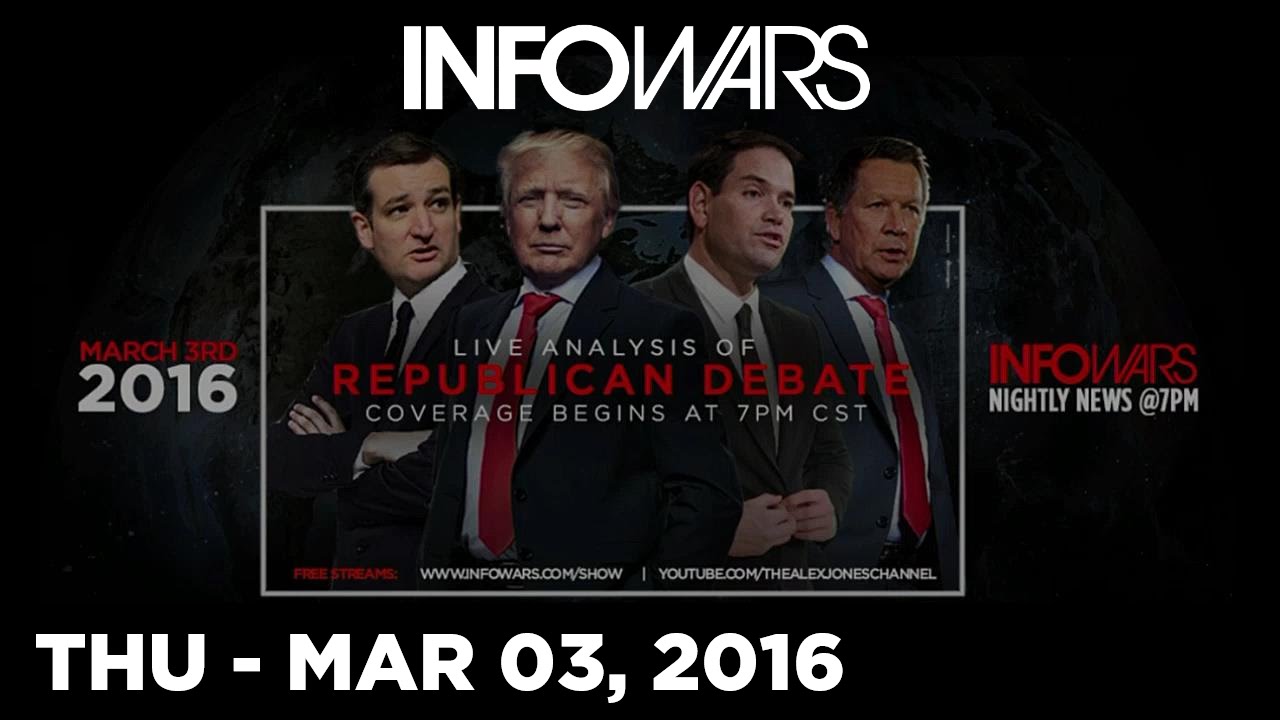 INFOWARS
MARCH 3RD
2016
LIVE ANALYSIS OF
REPUBLICAN DEBATE
COVERAGE BEGINS AT 7PM CST
INFOWARS
NIGHTLY NEWS @7PM
FREE STREAMS: WWW.INFOWARS.COM/SHOW | YOUTUBE.COM/THEALEXJONESCHANNEL
THU - MAR 03, 2016